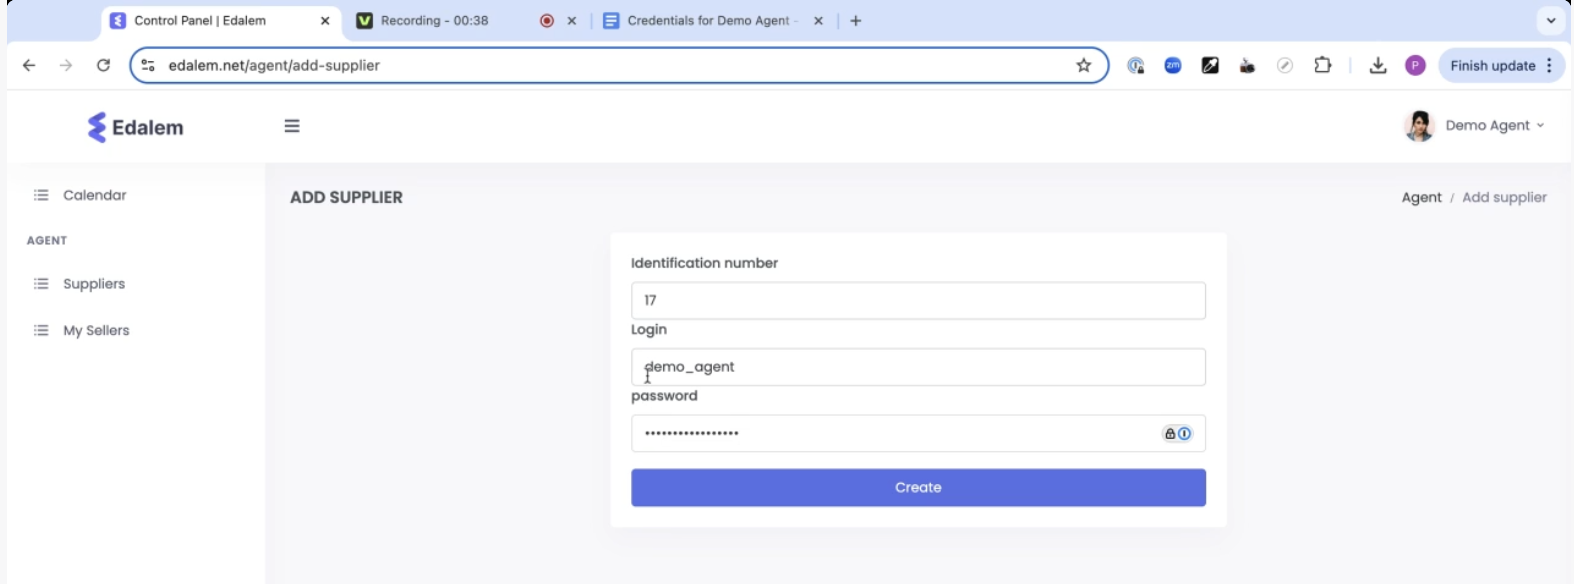 Control Panel | Edalem
Recording - 00:38
Credentials for Demo Agent -
edalem.net/agent/add-supplier
zm
P
Finish update
Edalem
Demo Agent
Calendar
ADD SUPPLIER
Agent / Add supplier
AGENT
Identification number
Suppliers
17
Login
My Sellers
demo_agent
password
•••••••••••••••••
Create